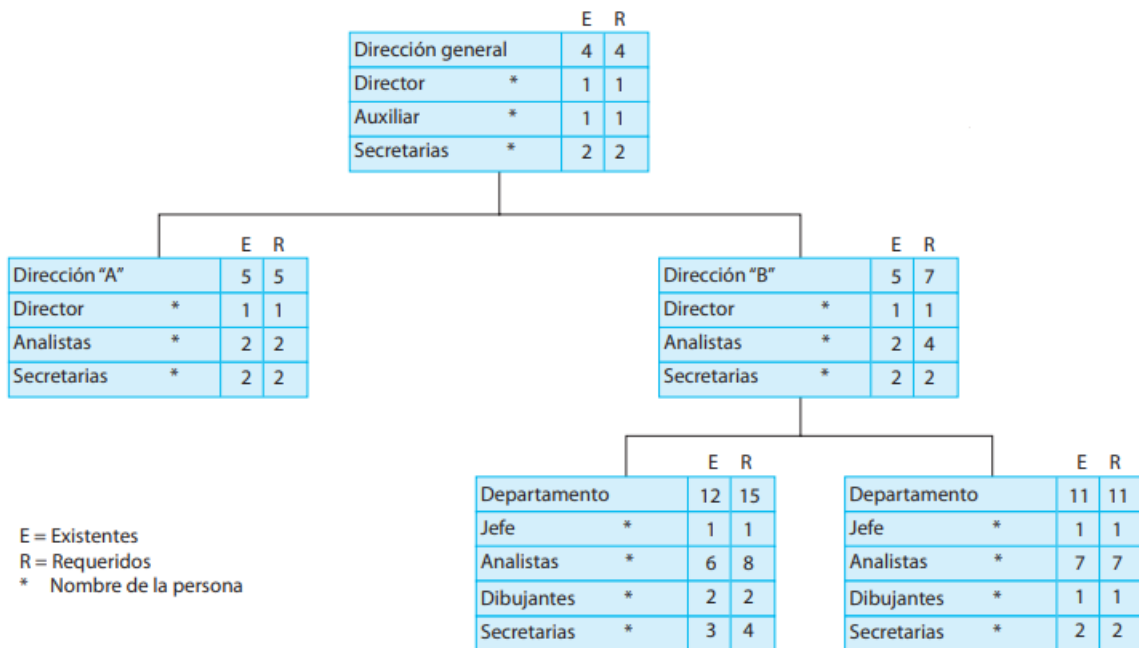 E R
Dirección general 4 4
Director * 1 1
Auxiliar * 1 1
Secretarias * 2 2
E R
Dirección “A” 5 5
Director * 1 1
Analistas * 2 2
Secretarias * 2 2
E R
Dirección “B” 5 7
Director * 1 1
Analistas * 2 4
Secretarias * 2 2
E R
Departamento 12 15
Jefe * 1 1
Analistas * 6 8
Dibujantes * 2 2
Secretarias * 3 4
E R
Departamento 11 11
Jefe * 1 1
Analistas * 7 7
Dibujantes * 1 1
Secretarias * 2 2
E = Existentes
R = Requeridos
* Nombre de la persona